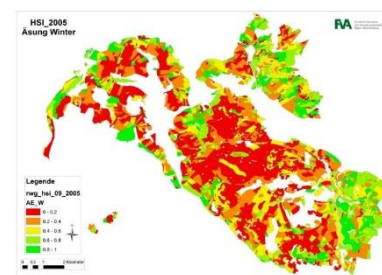 HSI_2005
Äsung Winter
FVA
Legende
rwg_hsi_09_2005
AE_W
0 - 0.2
0.2 - 0.4
0.4 - 0.6
0.6 - 0.8
0.8 - 1